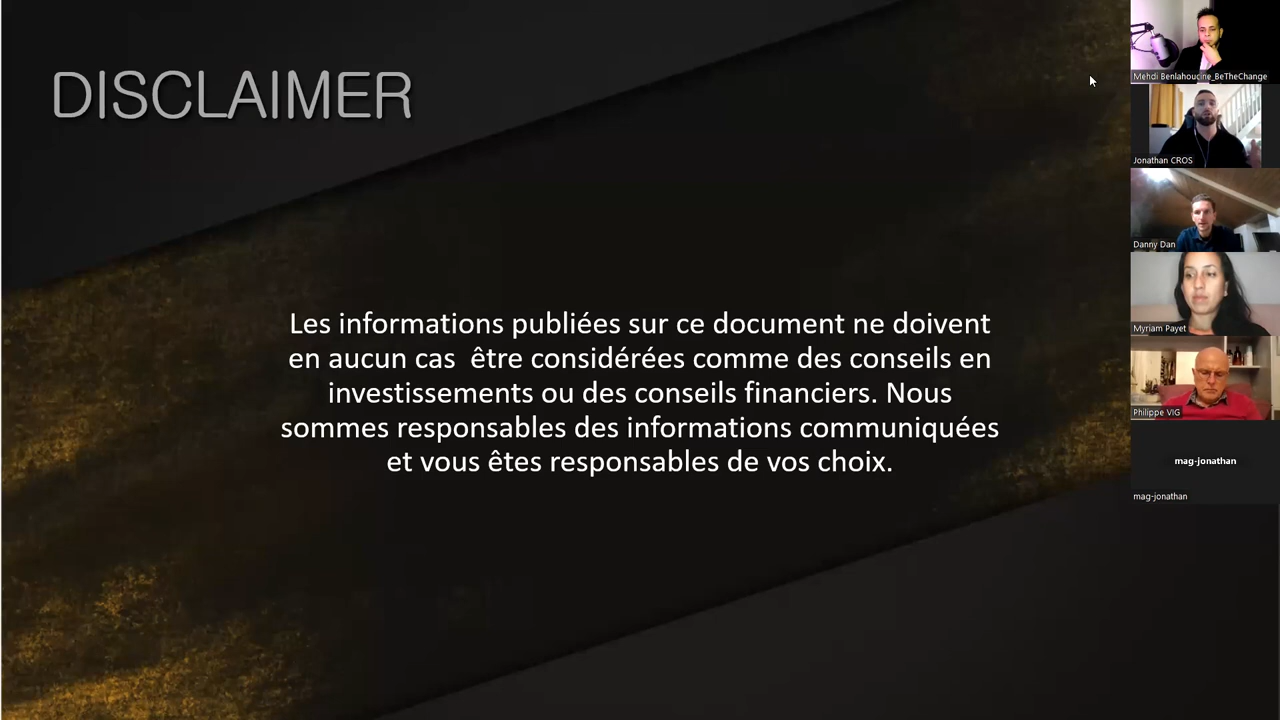 DISCLAIMER
Les informations publiées sur ce document ne doivent
en aucun cas être considérées comme des conseils en
investissements ou des conseils financiers. Nous
sommes responsables des informations communiquées
et vous êtes responsables de vos choix.
Mehdi Benlahoucine_BeTheChange
Jonathan CROS
Danny Dan
Myriam Payet
Philippe VIG
mag-jonathan
mag-jonathan